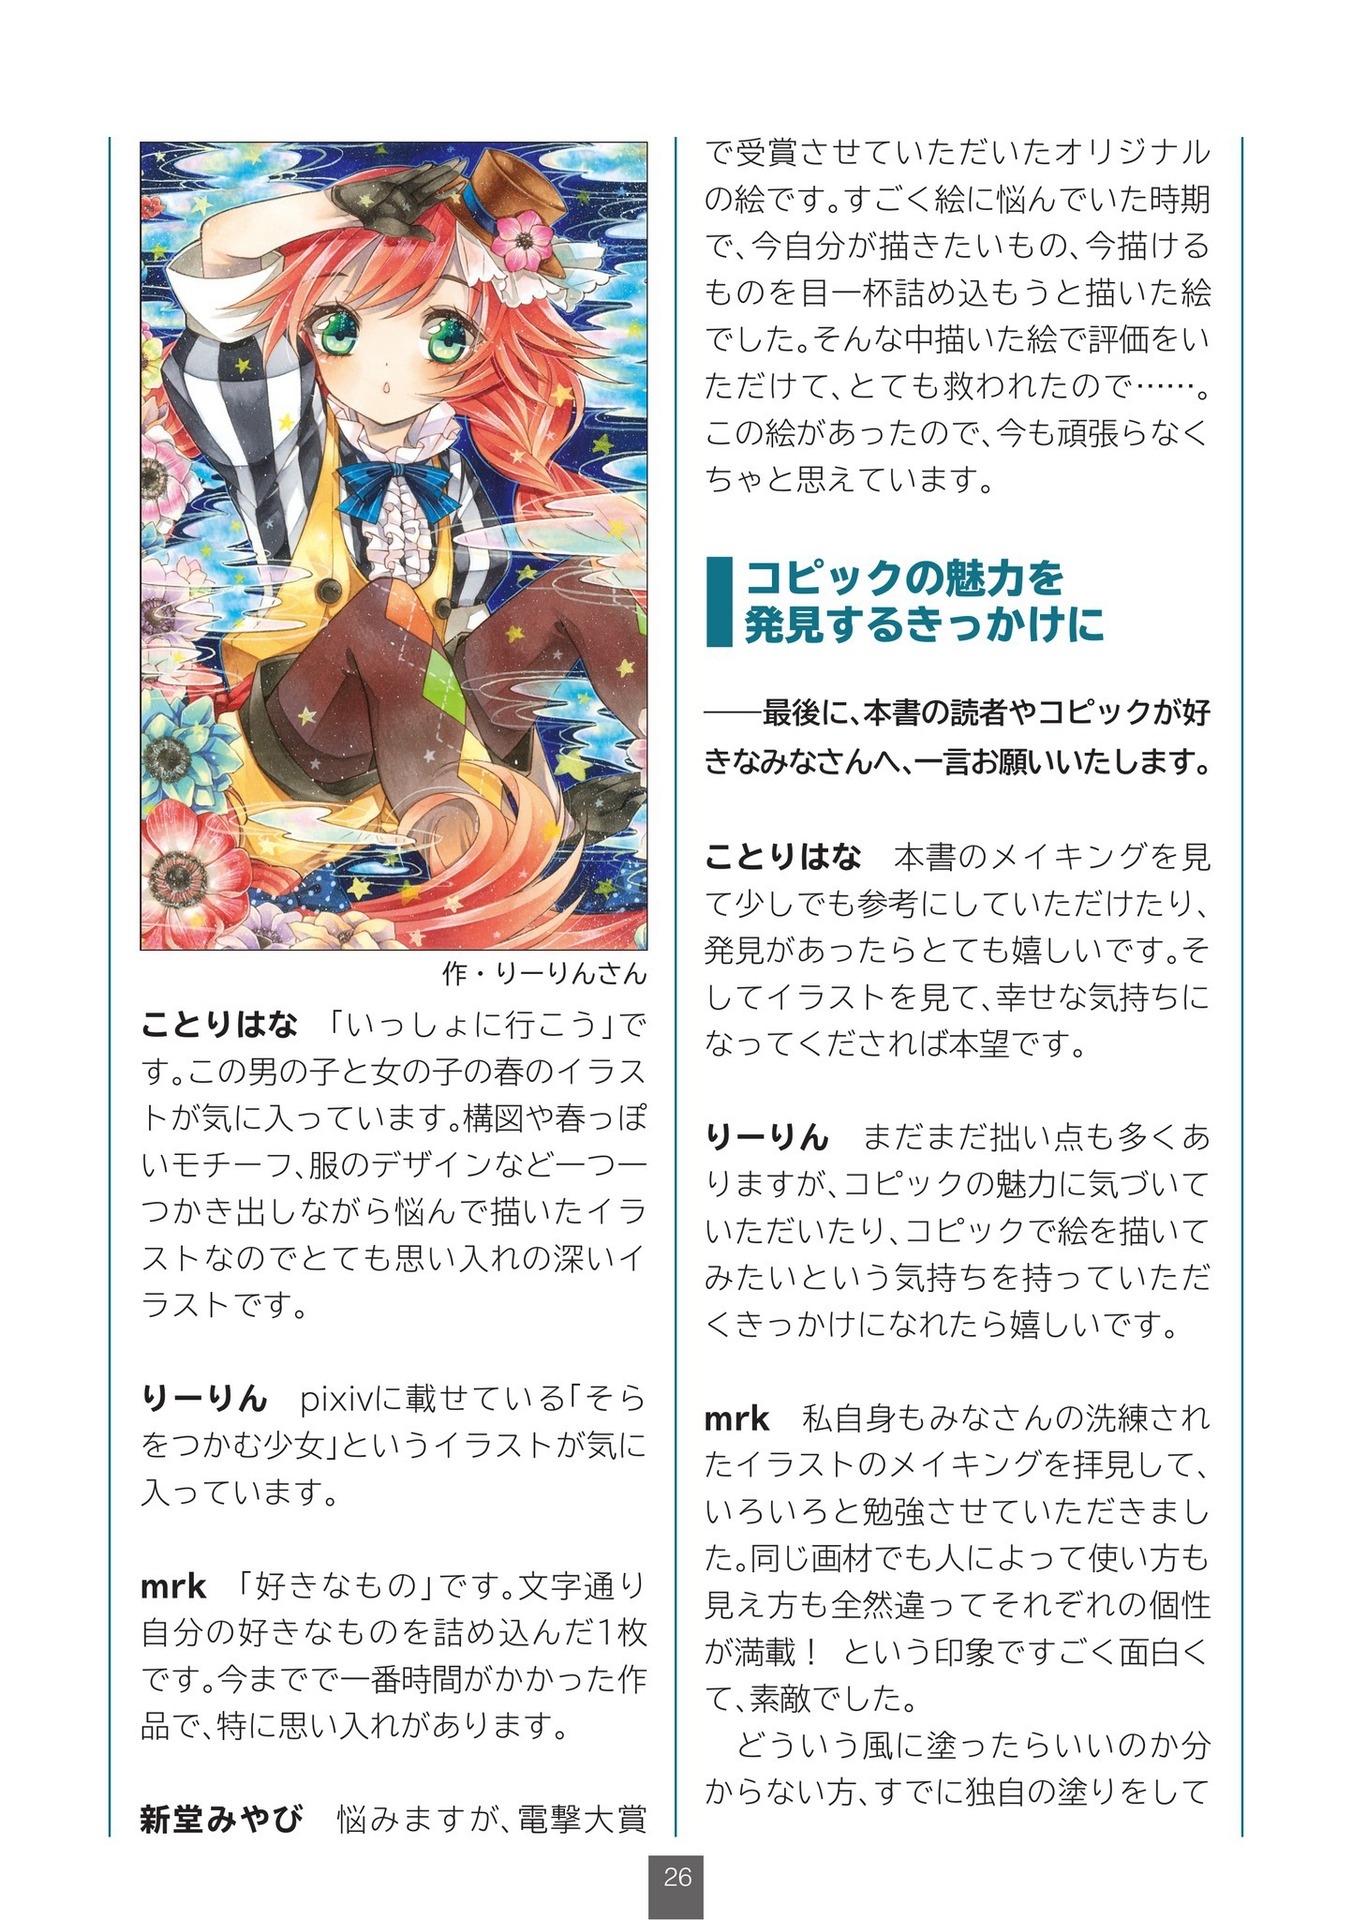 作・りーりんさん
ことりはな　「いっしょに行こう」で
す。この男の子と女の子の春のイラス
トが気に入っています。構図や春っぽ
いモチーフ、服のデザインなど一つ一
つかき出しながら悩んで描いたイラ
ストなのでとても思い入れの深いイ
ラストです。
りーりん　pixivに載せている「そら
をつかむ少女」というイラストが気に
入っています。
mrk　「好きなもの」です。文字通り
自分の好きなものを詰め込んだ1枚
です。今までで一番時間がかかった作
品で、特に思い入れがあります。
新堂みやび　悩みますが、電撃大賞
で受賞させていただいたオリジナル
の絵です。すごく絵に悩んでいた時期
で、今自分が描きたいもの、今描ける
ものを目一杯詰め込もうと描いた絵
でした。そんな中描いた絵で評価をい
ただけて、とても救われたので……。
この絵があったので、今も頑張らなく
ちゃと思えています。
コピックの魅力を
発見するきっかけに
──最後に、本書の読者やコピックが好
きなみなさんへ、一言お願いいたします。
ことりはな　本書のメイキングを見
て少しでも参考にしていただけたり、
発見があったらとても嬉しいです。そ
してイラストを見て、幸せな気持ちに
なってくだされば本望です。
りーりん　まだまだ拙い点も多くあ
りますが、コピックの魅力に気づいて
いただいたり、コピックで絵を描いて
みたいという気持ちを持っていただ
くきっかけになれたら嬉しいです。
mrk　私自身もみなさんの洗練され
たイラストのメイキングを拝見して、
いろいろと勉強させていただきまし
た。同じ画材でも人によって使い方も
見え方も全然違ってそれぞれの個性
が満載！　という印象ですごく面白く
て、素敵でした。
　どういう風に塗ったらいいのか分
からない方、すでに独自の塗りをして
26